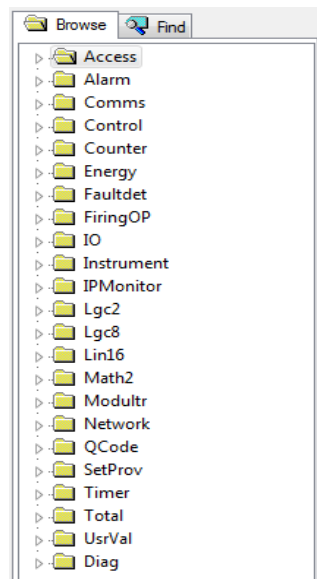 Browse Find
Access
Alarm
Comms
Control
Counter
Energy
Faultdet
FiringOP
IO
Instrument
IPMonitor
Lgc2
Lgc8
Lin16
Math2
Modultr
Network
QCode
SetProv
Timer
Total
UsrVal
Diag